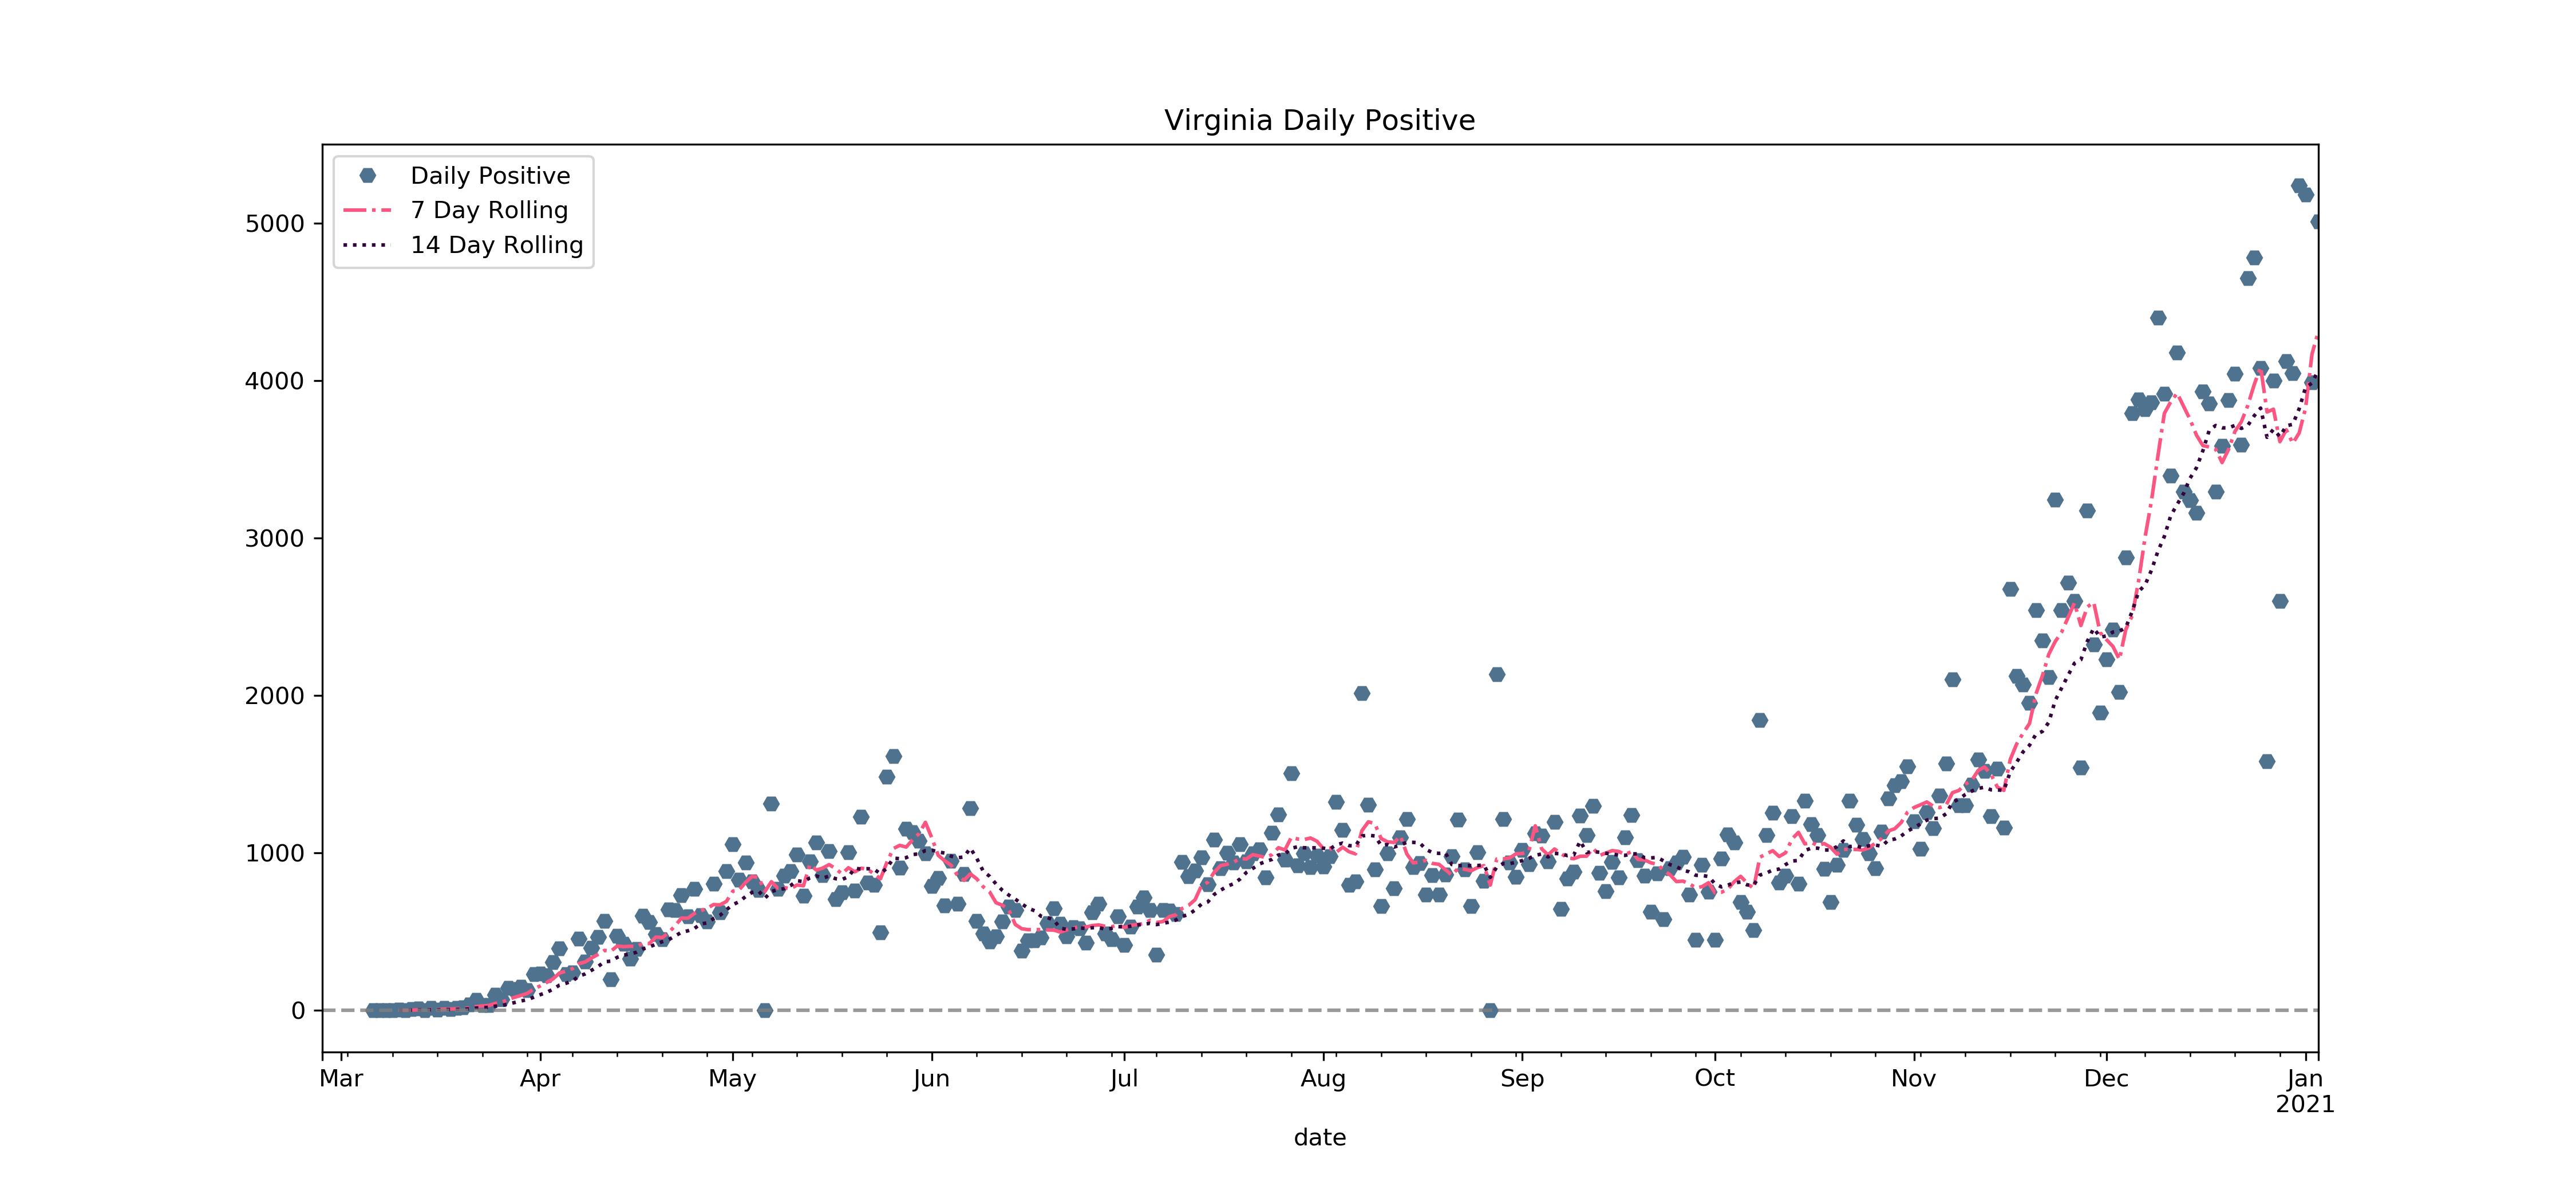 Virginia Daily Positive
Daily Positive
7 Day Rolling
14 Day Rolling
5000
4000
3000
2000
1000
0
Mar Apr May Jun Jul Aug Sep Oct Nov Dec Jan
2021
date